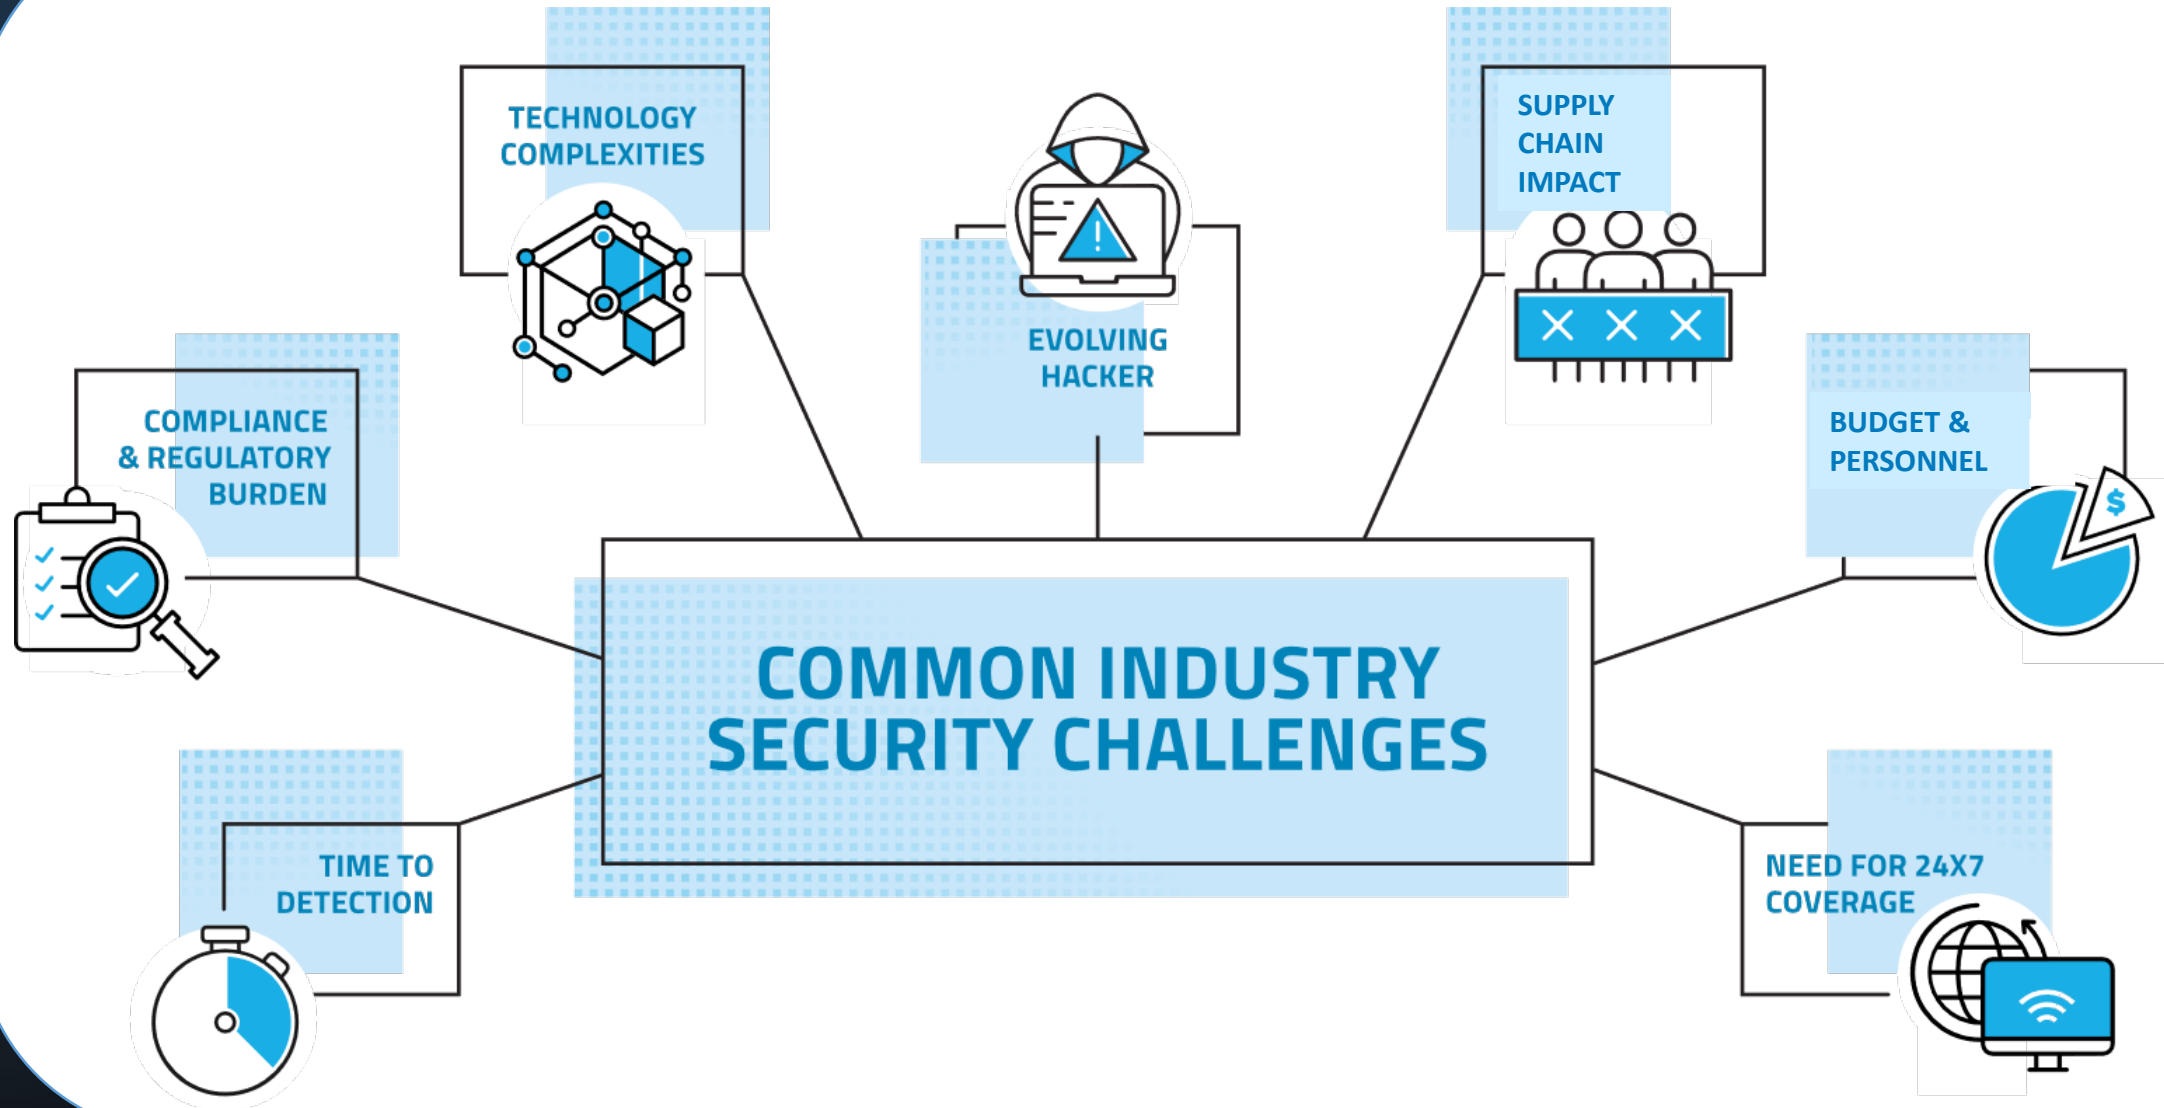 TECHNOLOGY
COMPLEXITIES
EVOLVING
HACKER
SUPPLY
CHAIN
IMPACT
COMPLIANCE
& REGULATORY
BURDEN
BUDGET &
PERSONNEL
$
COMMON INDUSTRY
SECURITY CHALLENGES
TIME TO
DETECTION
NEED FOR 24X7
COVERAGE